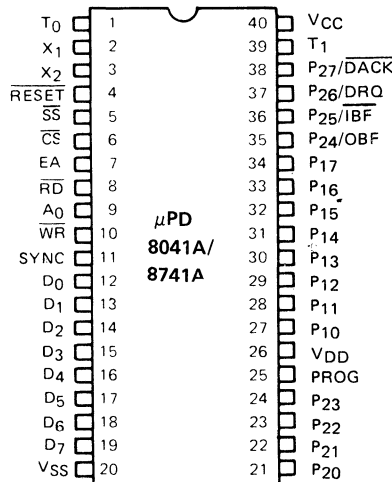 T0 1 40 VCC
X1 2 39 T1
X2 3 38 P27/DACK
RESET 4 37 P26/DRQ
SS 5 36 P25/IBF
CS 6 35 P24/OBF
EA 7 34 P17
RD 8 33 P16
A0 9 32 P15
WR 10 31 P14
SYNC 11 30 P13
D0 12 29 P12
D1 13 28 P11
D2 14 27 P10
D3 15 26 VDD
D4 16 25 PROG
D5 17 24 P23
D6 18 23 P22
D7 19 22 P21
VSS 20 21 P20
μPD
8041A/
8741A